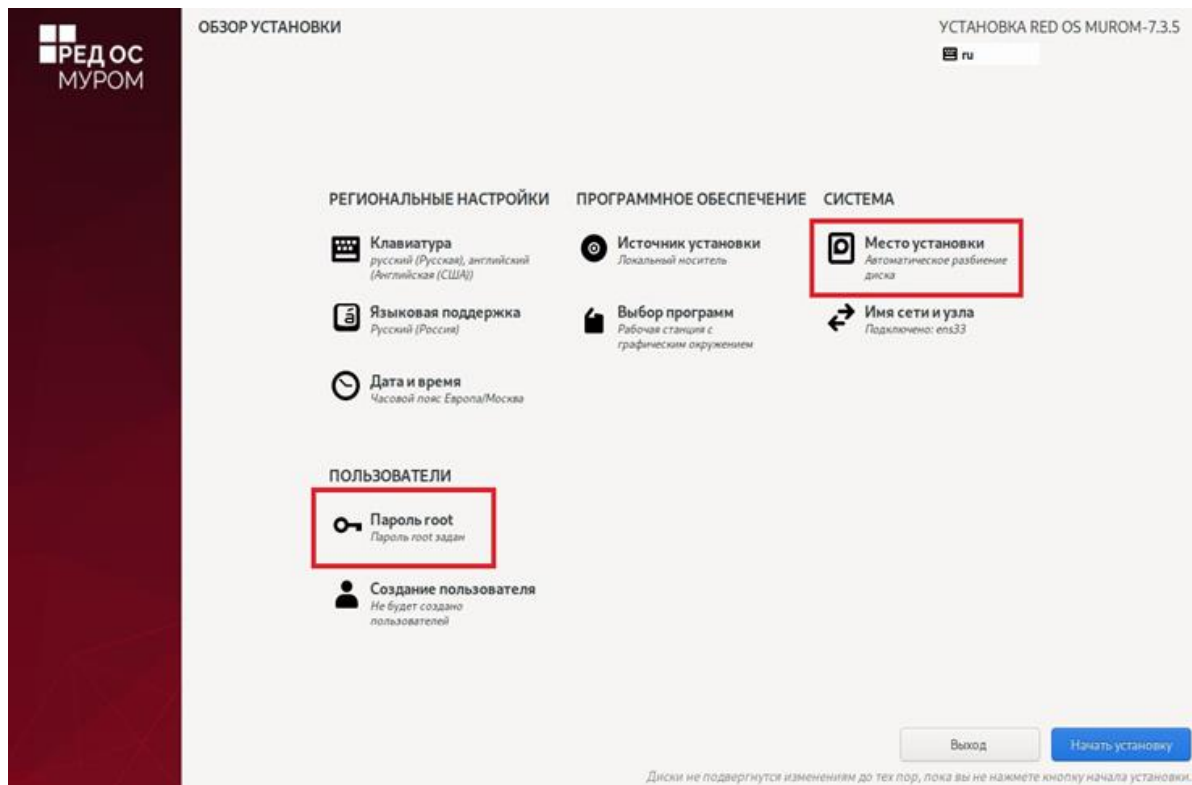 РЕД ОС
МУРОМ
ОБЗОР УСТАНОВКИ
УСТАНОВКА RED OS MUROM-7.3.5
ru
РЕГИОНАЛЬНЫЕ НАСТРОЙКИ
Клавиатура
русский (Русская), английский
(Английская (США))
á
Языковая поддержка
Русский (Россия)
Дата и время
Часовой пояс Европа/Москва
ПРОГРАММНОЕ ОБЕСПЕЧЕНИЕ
Источник установки
Локальный носитель
Выбор программ
Рабочая станция с
графическим окружением
СИСТЕМА
Место установки
Автоматическое разбиение
диска
Имя сети и узла
Подключено: ens33
ПОЛЬЗОВАТЕЛИ
Пароль root
Пароль root задан
Создание пользователя
Не будет создано
пользователей
Выход
Начать установку
Диски не подвергнутся изменениям до тех пор, пока вы не нажмете кнопку начала установки.